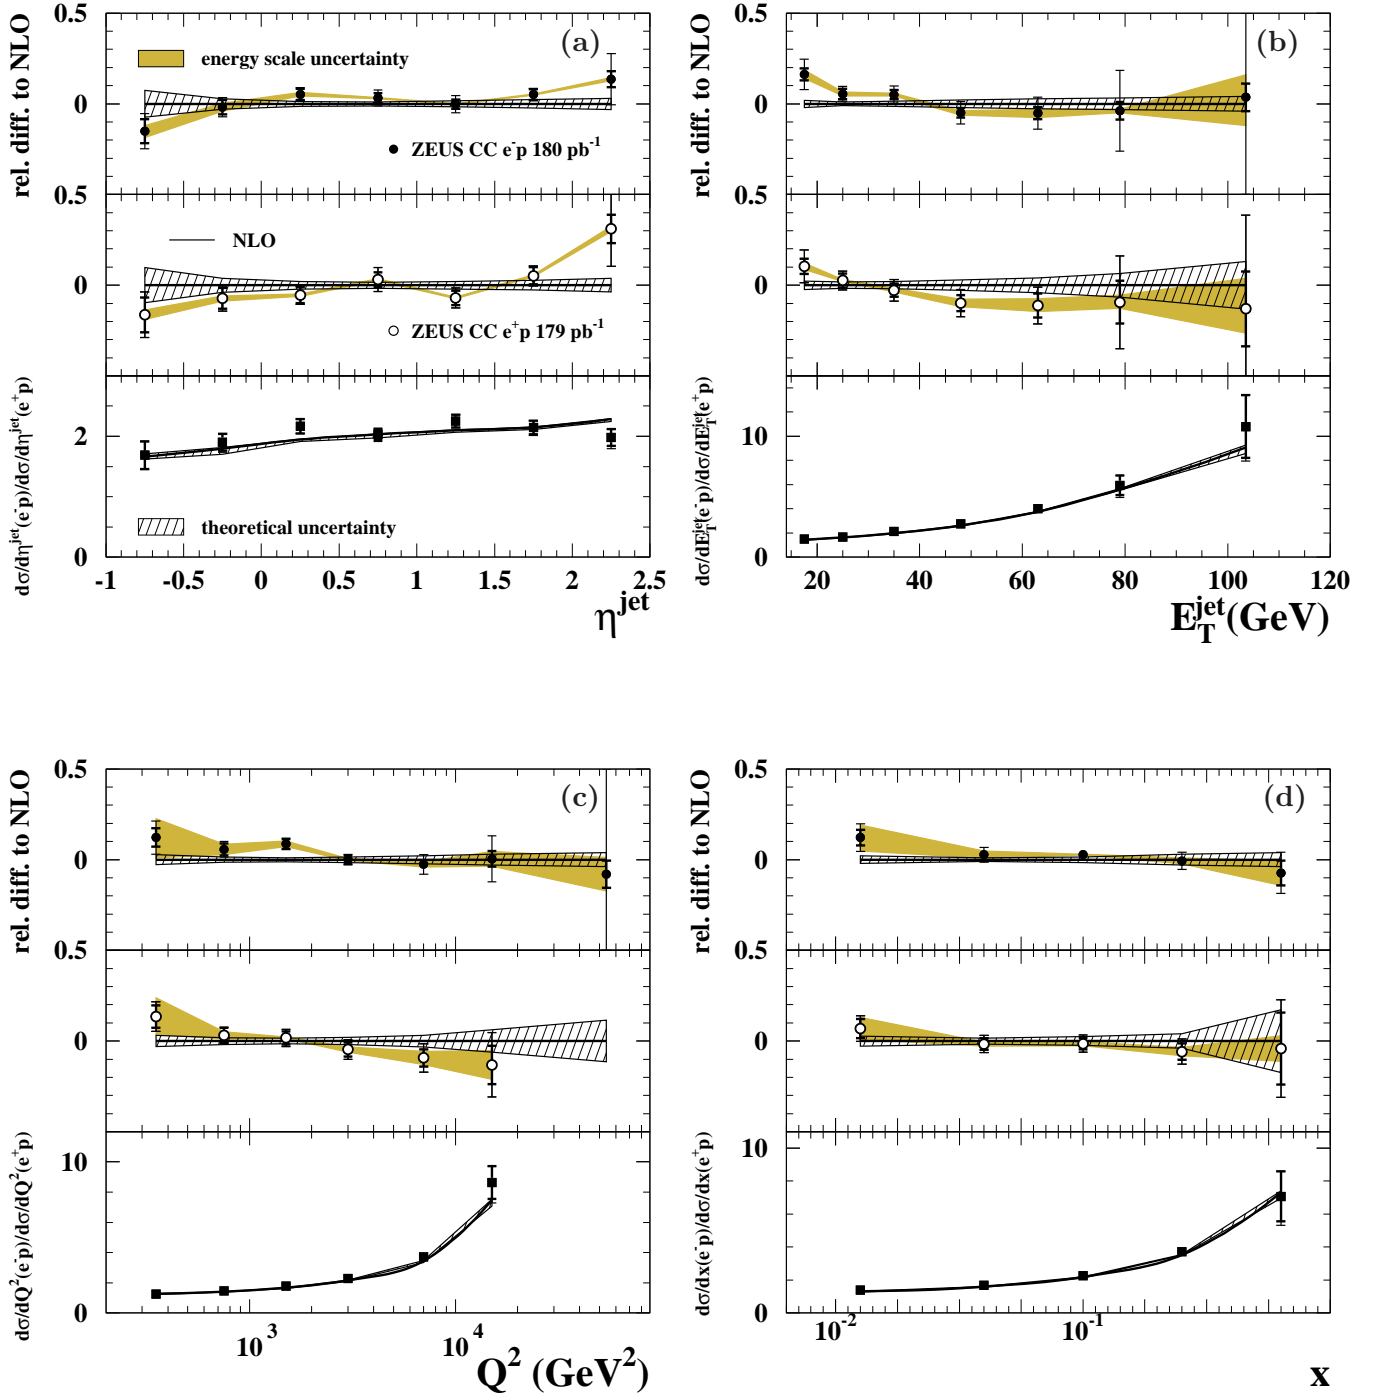 rel. diff. to NLO
0.5
0
0.5
0
energy scale uncertainty
(a)
ZEUS CC e⁻p 180 pb⁻¹
NLO
ZEUS CC e⁺p 179 pb⁻¹
dσ/dη^jet(e⁻p)/dσ/dη^jet(e⁺p)
2
0
theoretical uncertainty
-1 -0.5 0 0.5 1 1.5 2 2.5
η^jet
rel. diff. to NLO
0.5
0
0.5
0
(b)
dσ/dE_T^jet(e⁻p)/dσ/dE_T^jet(e⁺p)
10
0
20 40 60 80 100 120
E_T^jet(GeV)
rel. diff. to NLO
0.5
0
0.5
0
(c)
dσ/dQ²(e⁻p)/dσ/dQ²(e⁺p)
10
0
10³ 10⁴
Q² (GeV²)
rel. diff. to NLO
0.5
0
0.5
0
(d)
dσ/dx(e⁻p)/dσ/dx(e⁺p)
10
0
10⁻² 10⁻¹
x